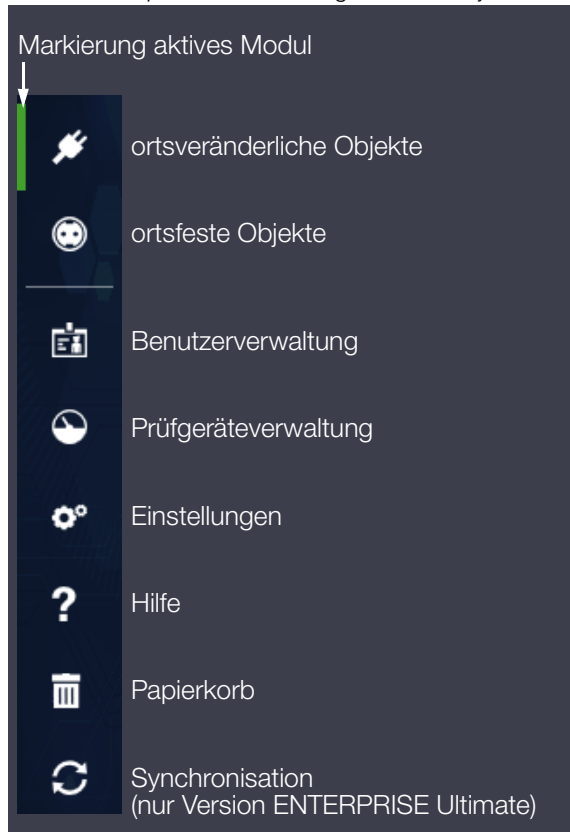 Markierung aktives Modul
ortsveränderliche Objekte
ortsfeste Objekte
Benutzerverwaltung
Prüfgeräteverwaltung
Einstellungen
Hilfe
Papierkorb
Synchronisation
(nur Version ENTERPRISE Ultimate)